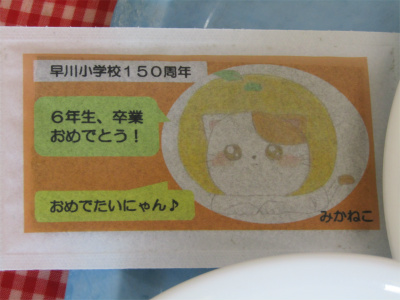 早川小学校１５０周年
６年生、卒業
おめでとう！
おめでたいにゃん♪
みかねこ